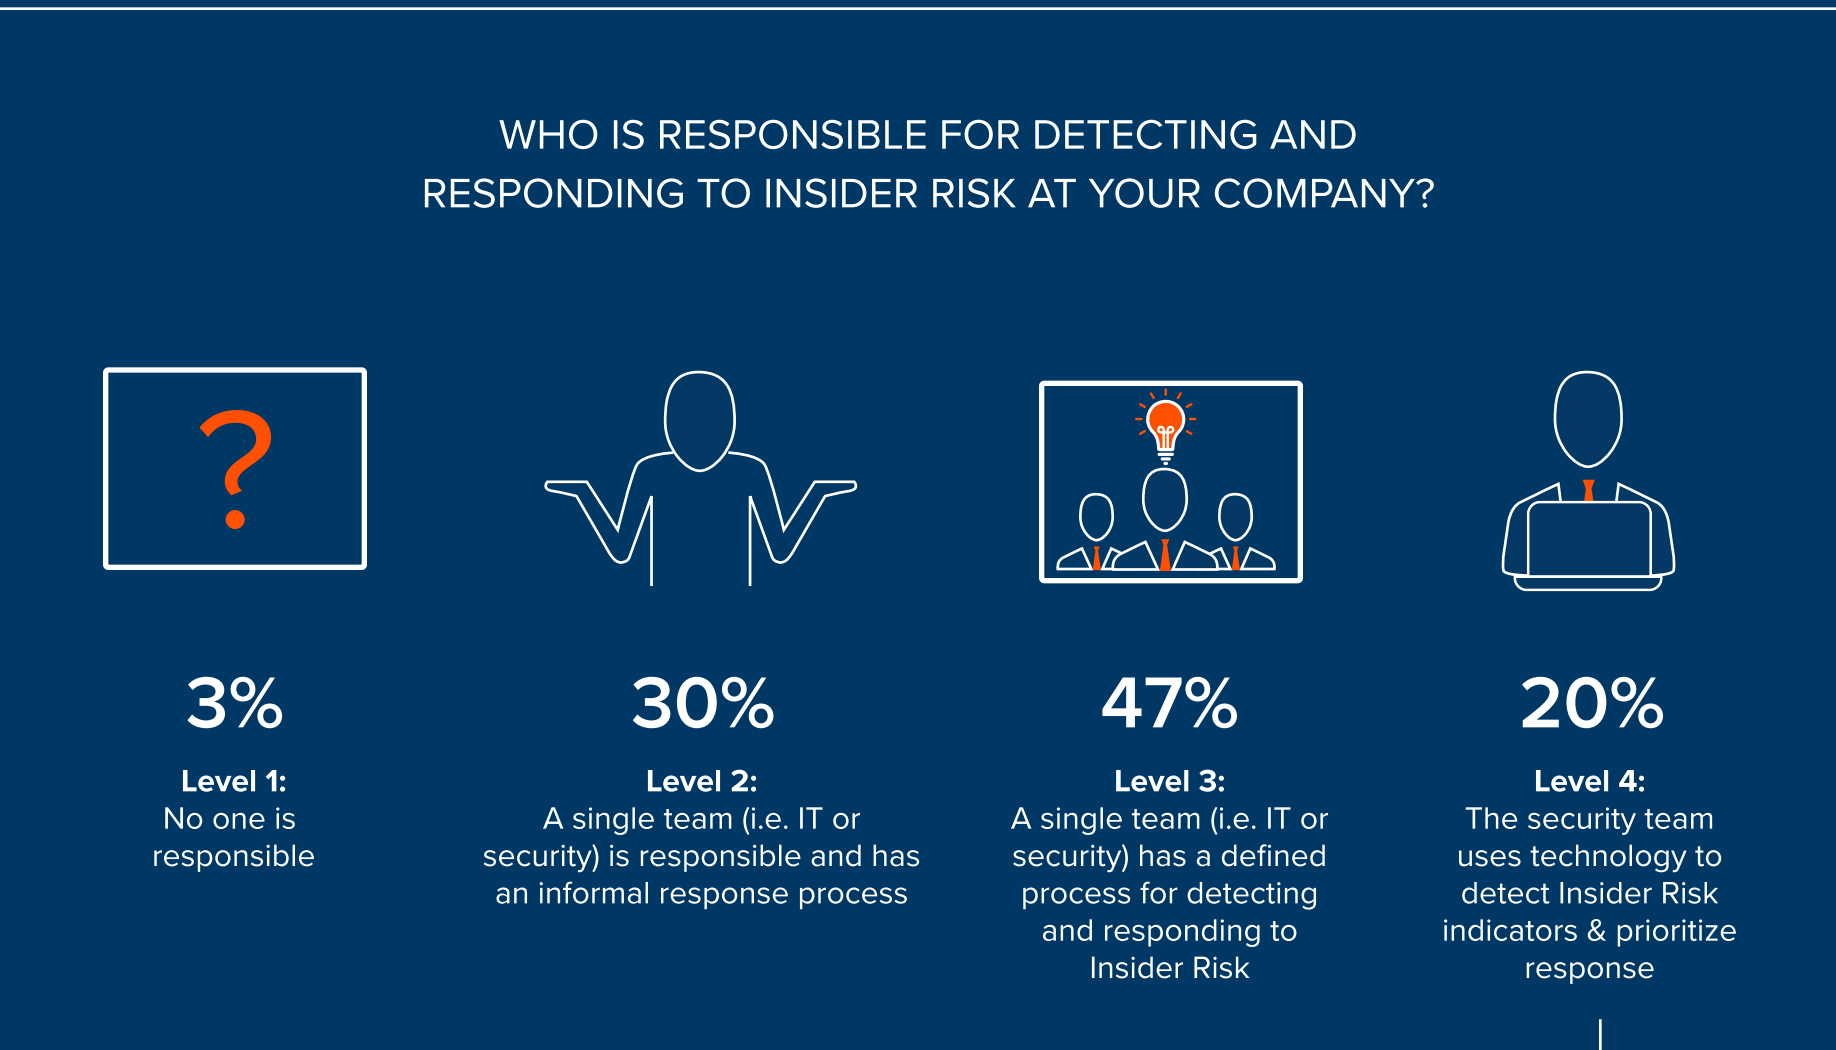 WHO IS RESPONSIBLE FOR DETECTING AND
RESPONDING TO INSIDER RISK AT YOUR COMPANY?
?
3%
Level 1:
No one is
responsible
30%
Level 2:
A single team (i.e. IT or
security) is responsible and has
an informal response process
47%
Level 3:
A single team (i.e. IT or
security) has a defined
process for detecting
and responding to
Insider Risk
20%
Level 4:
The security team
uses technology to
detect Insider Risk
indicators & prioritize
response